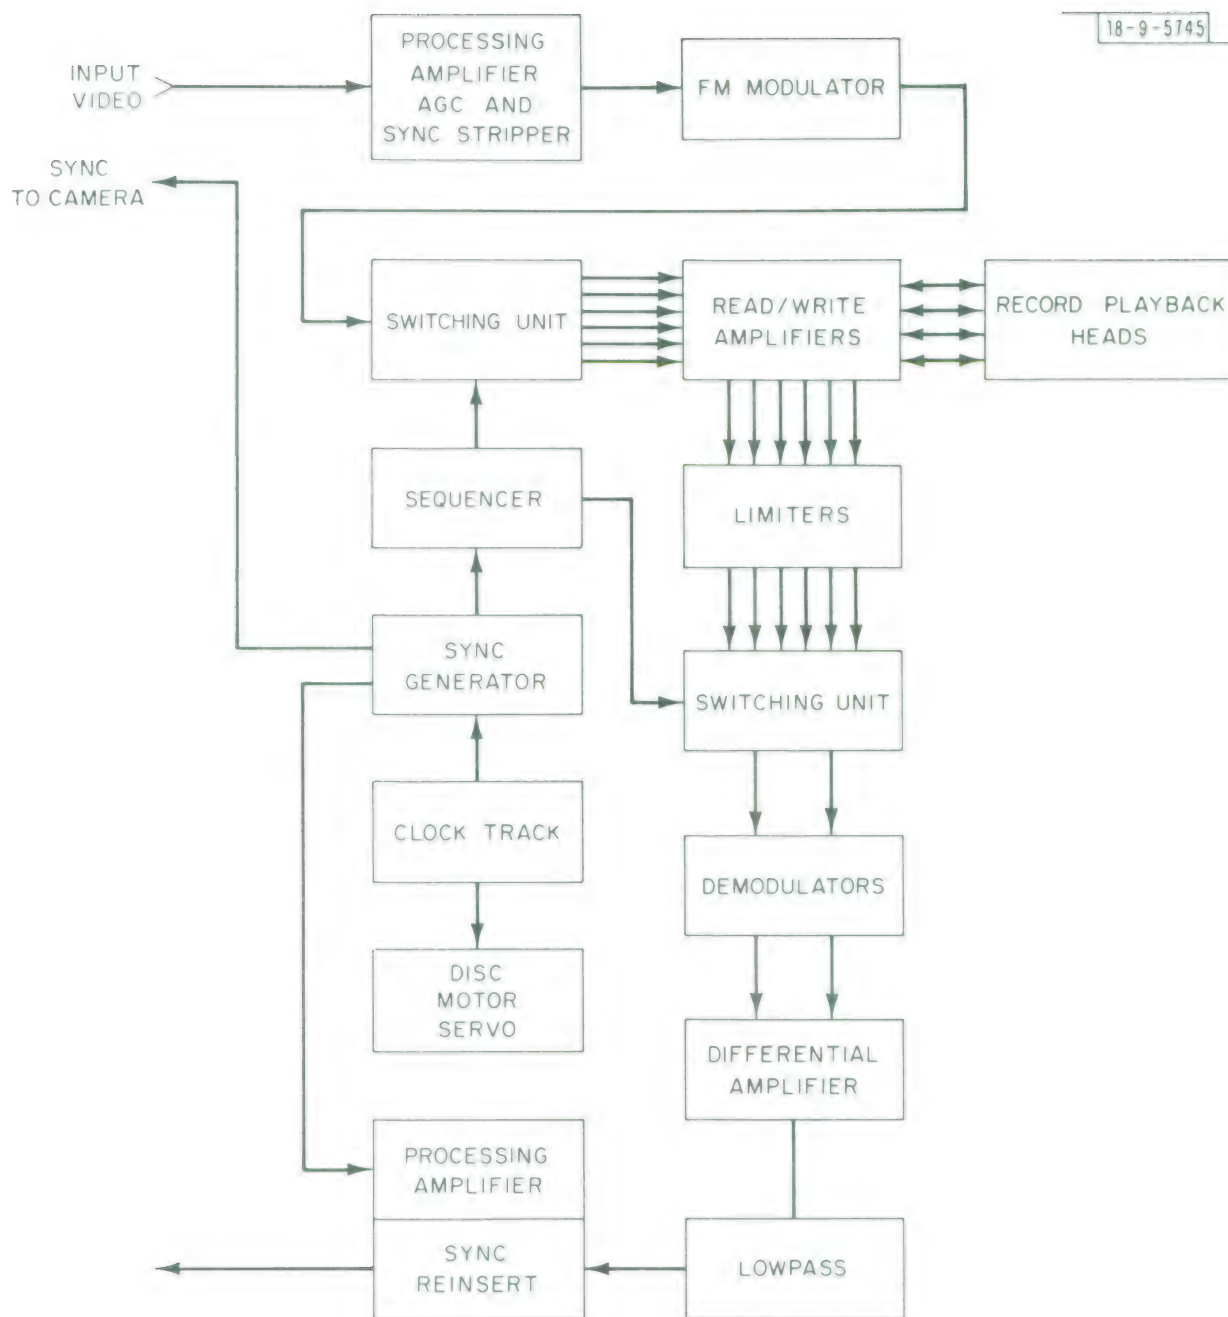 18-9-5745
INPUT
VIDEO
PROCESSING
AMPLIFIER
AGC AND
SYNC STRIPPER
FM MODULATOR
SYNC
TO CAMERA
SWITCHING UNIT
READ/WRITE
AMPLIFIERS
RECORD PLAYBACK
HEADS
SEQUENCER
LIMITERS
SYNC
GENERATOR
SWITCHING UNIT
CLOCK TRACK
DEMODULATORS
DISC
MOTOR
SERVO
DIFFERENTIAL
AMPLIFIER
PROCESSING
AMPLIFIER
SYNC
REINSERT
LOWPASS